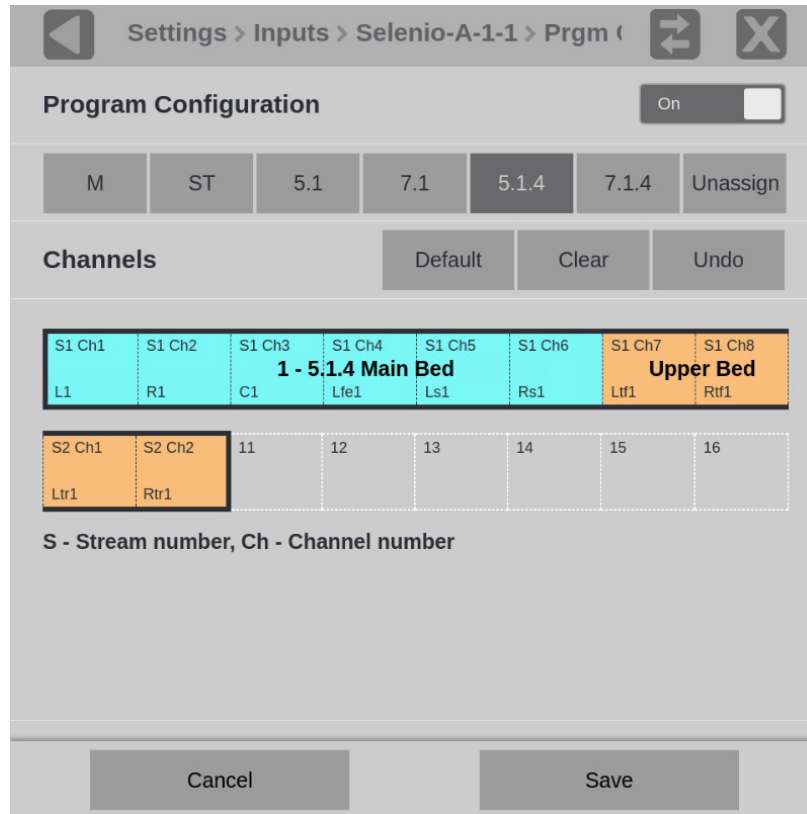 Settings > Inputs > Selenio-A-1-1 > Prgm (
Program Configuration
On
M ST 5.1 7.1 5.1.4 7.1.4 Unassign
Channels Default Clear Undo
S1 Ch1 S1 Ch2 S1 Ch3 S1 Ch4 S1 Ch5 S1 Ch6 S1 Ch7 S1 Ch8
1 - 5.1.4 Main Bed Upper Bed
L1 R1 C1 Lfe1 Ls1 Rs1 Ltf1 Rtf1
S2 Ch1 S2 Ch2 11 12 13 14 15 16
Ltr1 Rtr1
S - Stream number, Ch - Channel number
Cancel Save